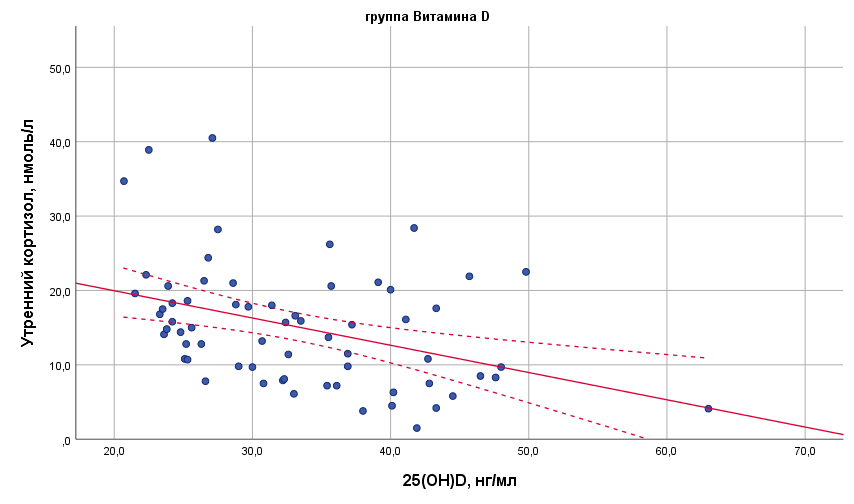 группа Витамина D
Утренний кортизол, нмоль/л
50,0
40,0
30,0
20,0
10,0
,0
20,0 30,0 40,0 50,0 60,0 70,0
25(OH)D, нг/мл